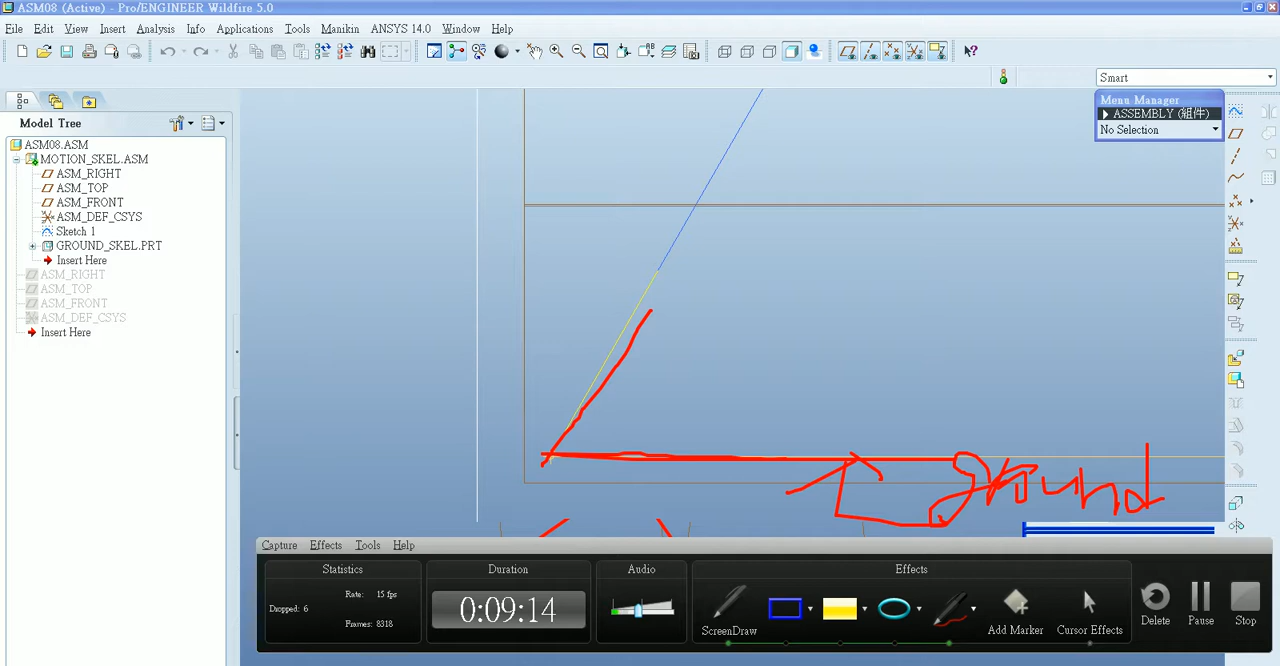 ASM08 (Active) - Pro/ENGINEER Wildfire 5.0
File Edit View Insert Analysis Info Applications Tools Manikin ANSYS 14.0 Window Help
Smart
Menu Manager
ASSEMBLY (組件)
No Selection
Model Tree
ASM08.ASM
MOTION_SKEL.ASM
ASM_RIGHT
ASM_TOP
ASM_FRONT
ASM_DEF_CSYS
Sketch 1
GROUND_SKEL.PRT
Insert Here
ASM_RIGHT
ASM_TOP
ASM_FRONT
ASM_DEF_CSYS
Insert Here
ground
Capture Effects Tools Help
Statistics
Rate: 15 fps
Dropped: 6
Frames: 8318
Duration
0:09:14
Audio
Effects
ScreenDraw
Add Marker
Cursor Effects
Delete
Pause
Stop